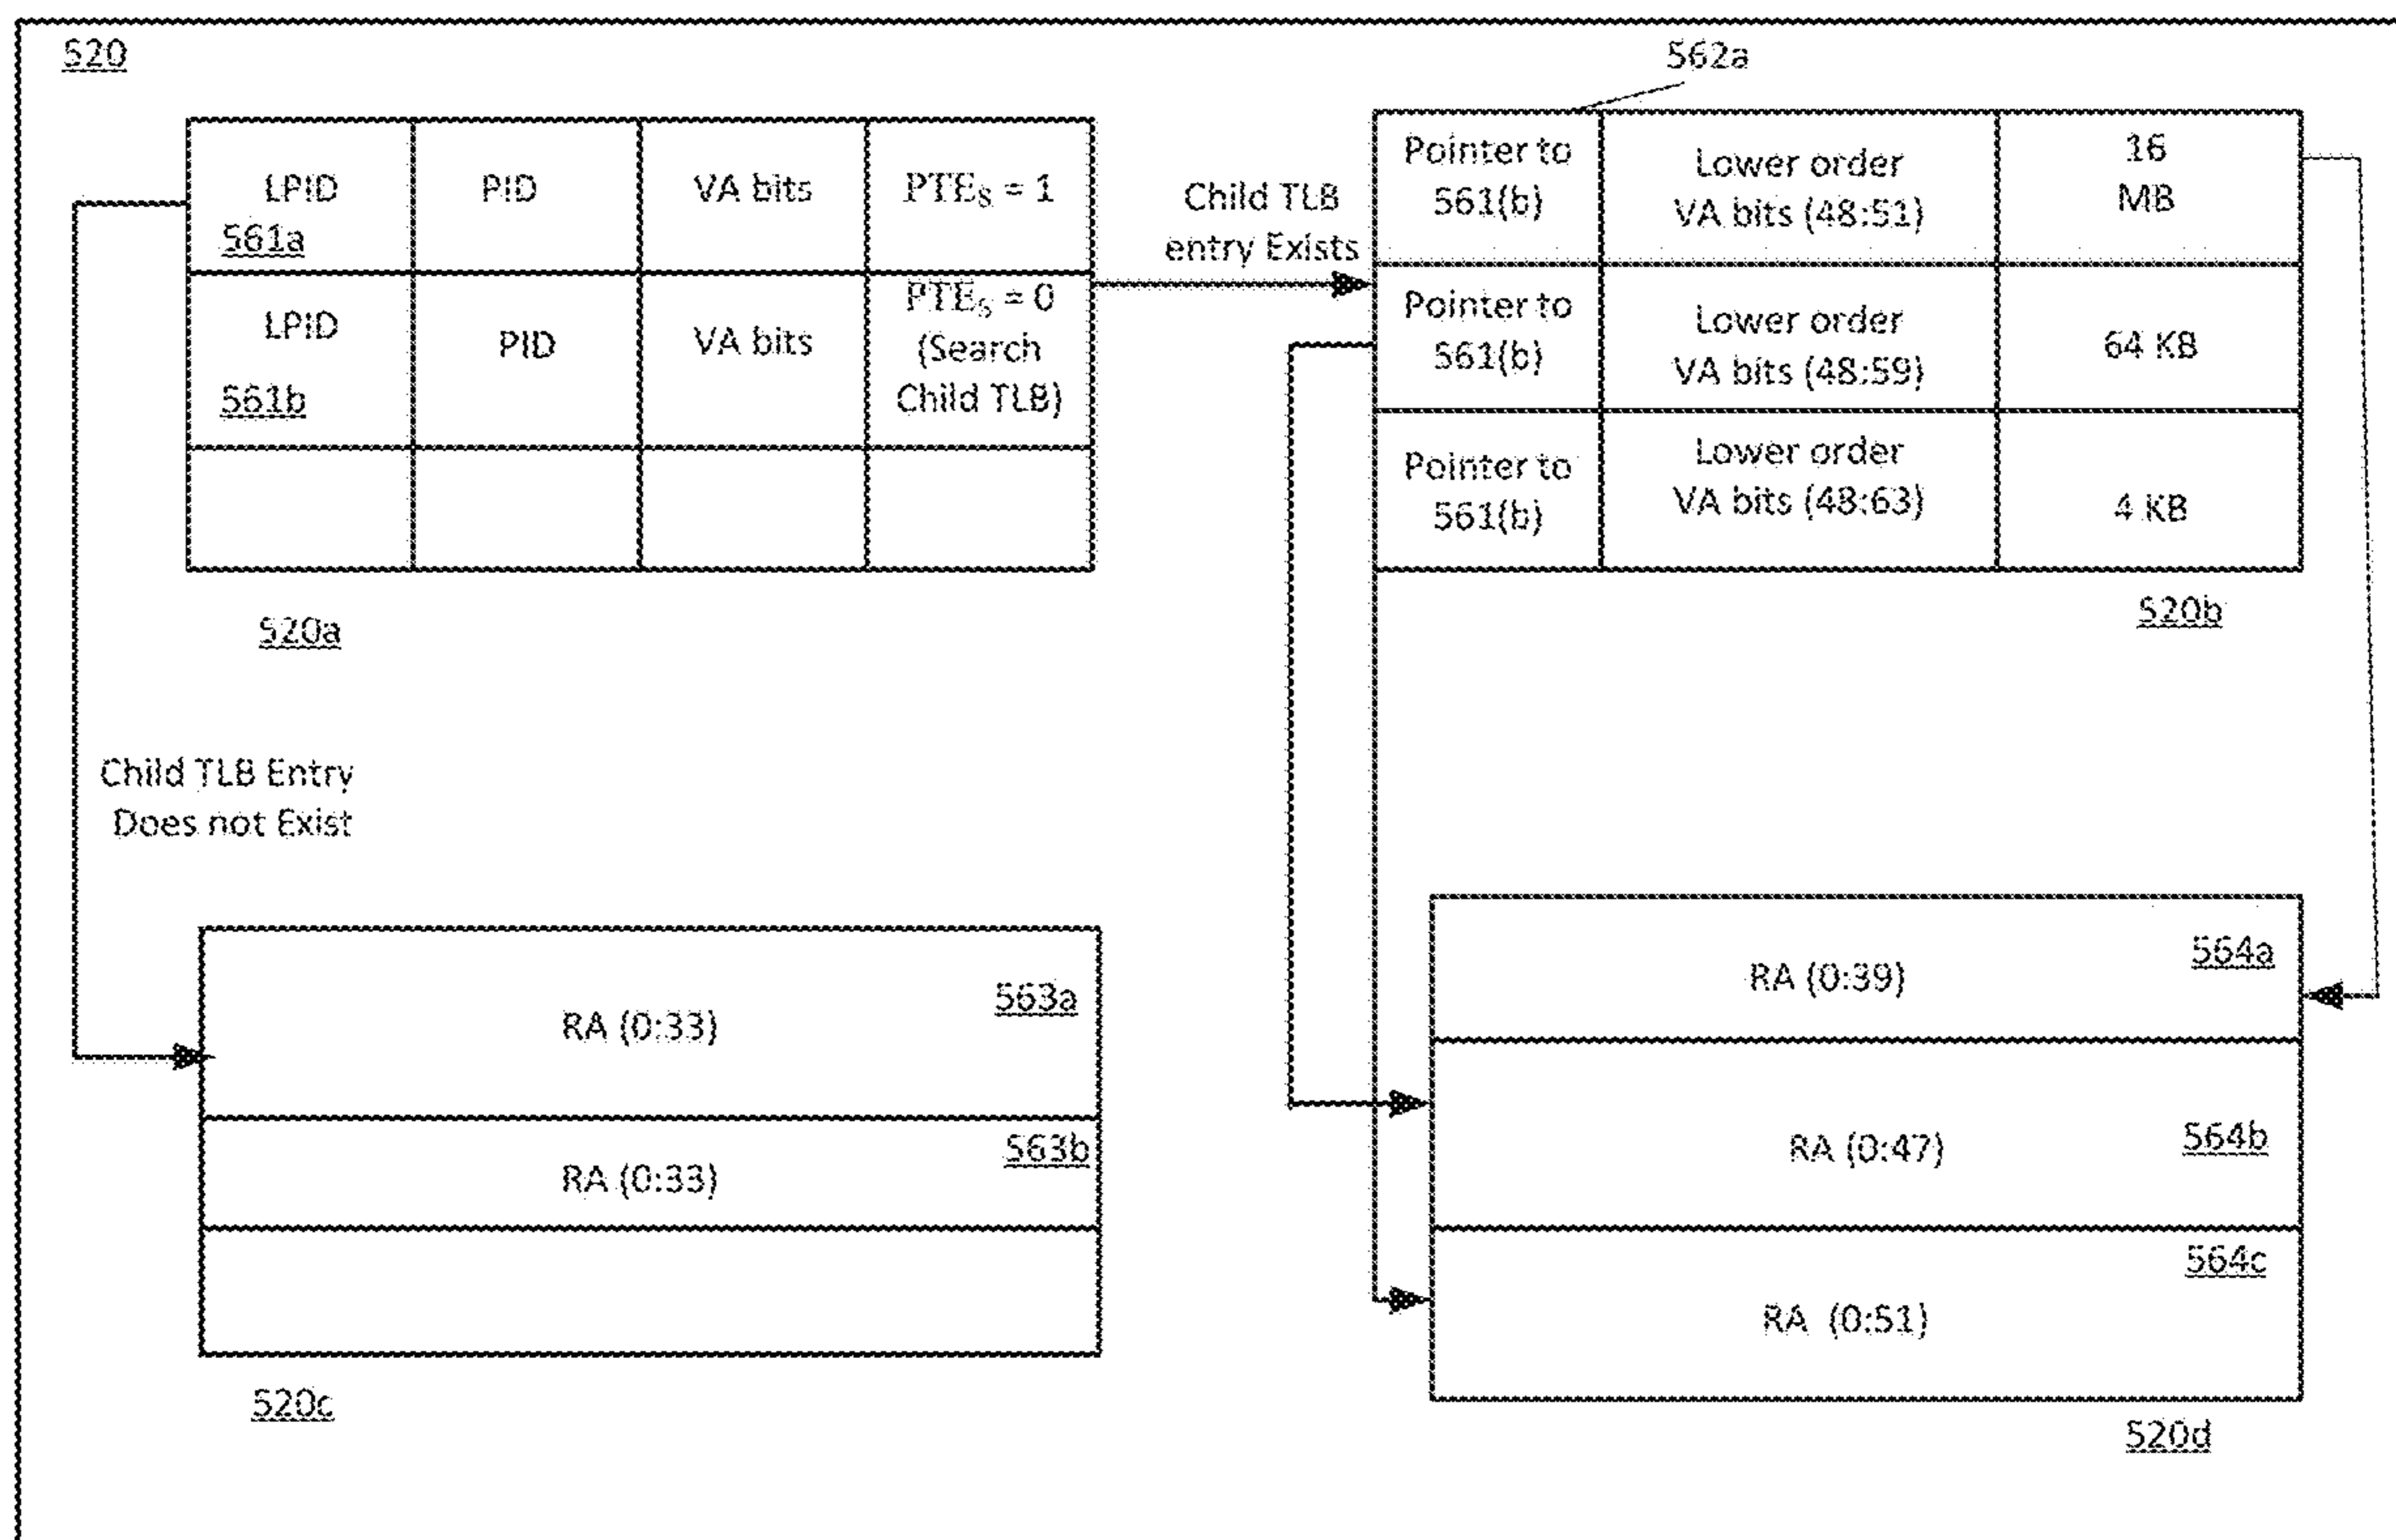 520
562a
LPID
561a
PID
VA bits
PTES = 1
LPID
561b
PID
VA bits
PTES = 0
(Search
Child TLB)
520a
Child TLB
entry Exists
Pointer to
561(b)
Lower order
VA bits (48:51)
16
MB
Pointer to
561(b)
Lower order
VA bits (48:59)
64 KB
Pointer to
561(b)
Lower order
VA bits (48:63)
4 KB
520b
Child TLB Entry
Does not Exist
RA (0:33)
563a
RA (0:33)
563b
520c
RA (0:39)
564a
RA (0:47)
564b
RA (0:51)
564c
520d